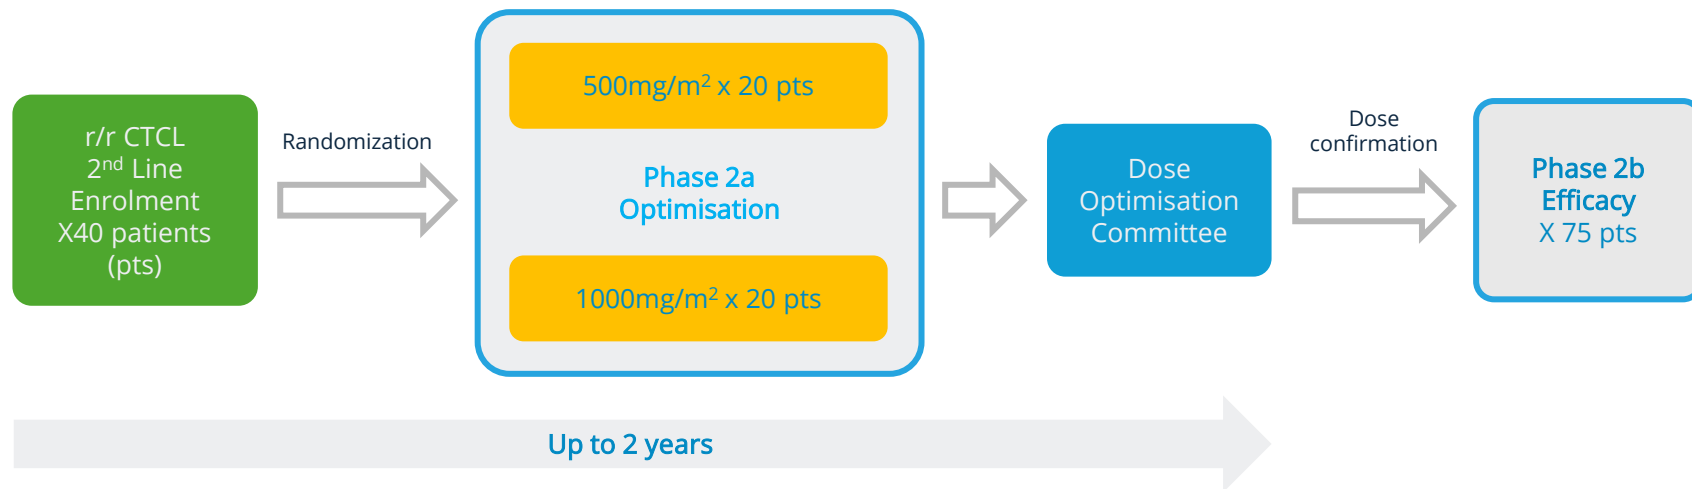 r/r CTCL
2nd Line
Enrolment
X40 patients
(pts)
Randomization
500mg/m² x 20 pts
Phase 2a
Optimisation
1000mg/m² x 20 pts
Dose
Optimisation
Committee
Dose
confirmation
Phase 2b
Efficacy
X 75 pts
Up to 2 years